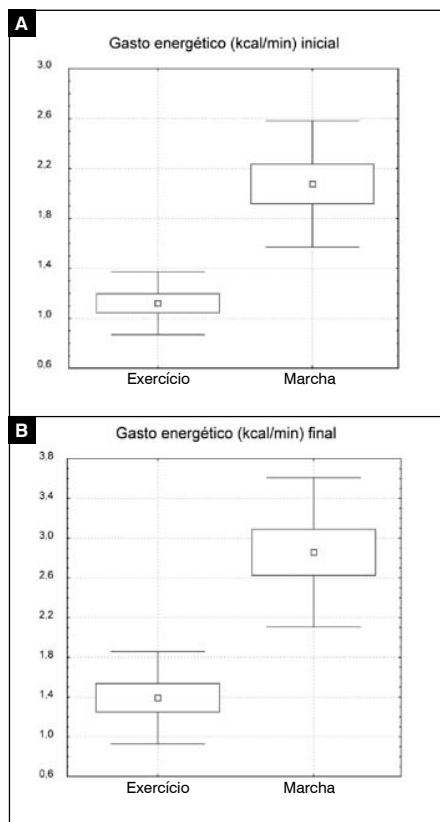 A
Gasto energético (kcal/min) inicial
3,0
2,6
2,2
1,8
1,4
1,0
0,6
Exercício Marcha
B
Gasto energético (kcal/min) final
3,8
3,4
3,0
2,6
2,2
1,8
1,4
1,0
0,6
Exercício Marcha